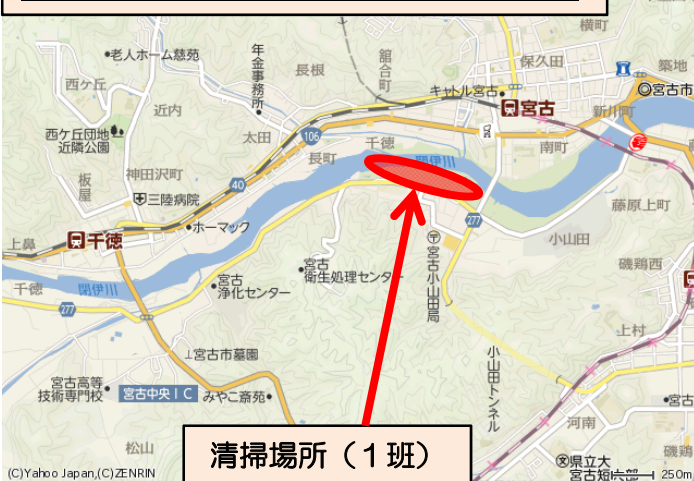 横町
老人ホーム慈苑
年金事務所
長根
舘合町
保久田
築地
西ケ丘
キャトル宮古
宮古市
近内
宮古
新川町
太田
106
西ケ丘団地
近隣公園
千徳
長町
閉伊川
南町
板屋
神田沢町
40
三陸病院
藤原上町
上鼻
千徳
ホーマック
277
小山田
宮古小山田局
宮古
衛生処理センター
磯鶏西
千徳
閉伊川
277
宮古
浄化センター
上村
宮古市墓園
小山田トンネル
宮古高等
技術専門校
宮古中央IC
みやこ斎苑
宮古
河南
松山
清掃場所(1班)
磯鶏
県立大
宮古短大部
(C)Yahoo Japan,(C)ZENRIN
250m